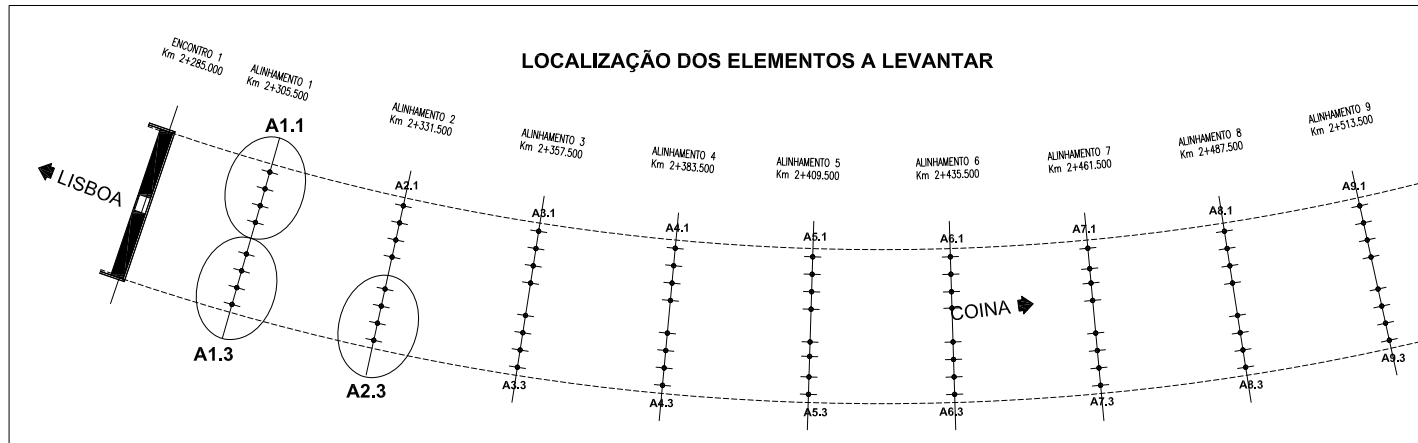 LOCALIZAÇÃO DOS ELEMENTOS A LEVANTAR
ENCONTRO 1
Km 2+285.000
ALINHAMENTO 1
Km 2+305.500
ALINHAMENTO 2
Km 2+331.500
ALINHAMENTO 3
Km 2+357.500
ALINHAMENTO 4
Km 2+383.500
ALINHAMENTO 5
Km 2+409.500
ALINHAMENTO 6
Km 2+435.500
ALINHAMENTO 7
Km 2+461.500
ALINHAMENTO 8
Km 2+487.500
ALINHAMENTO 9
Km 2+513.500
A1.1
A2.1
A3.1
A4.1
A5.1
A6.1
A7.1
A8.1
A9.1
LISBOA
COINA
A1.3
A2.3
A3.3
A4.3
A5.3
A6.3
A7.3
A8.3
A9.3